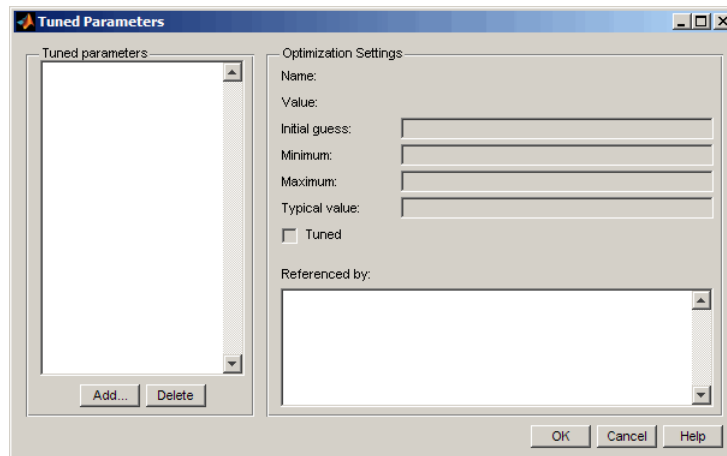 Tuned Parameters
Tuned parameters
Add...
Delete
Optimization Settings
Name:
Value:
Initial guess:
Minimum:
Maximum:
Typical value:
Tuned
Referenced by:
OK
Cancel
Help